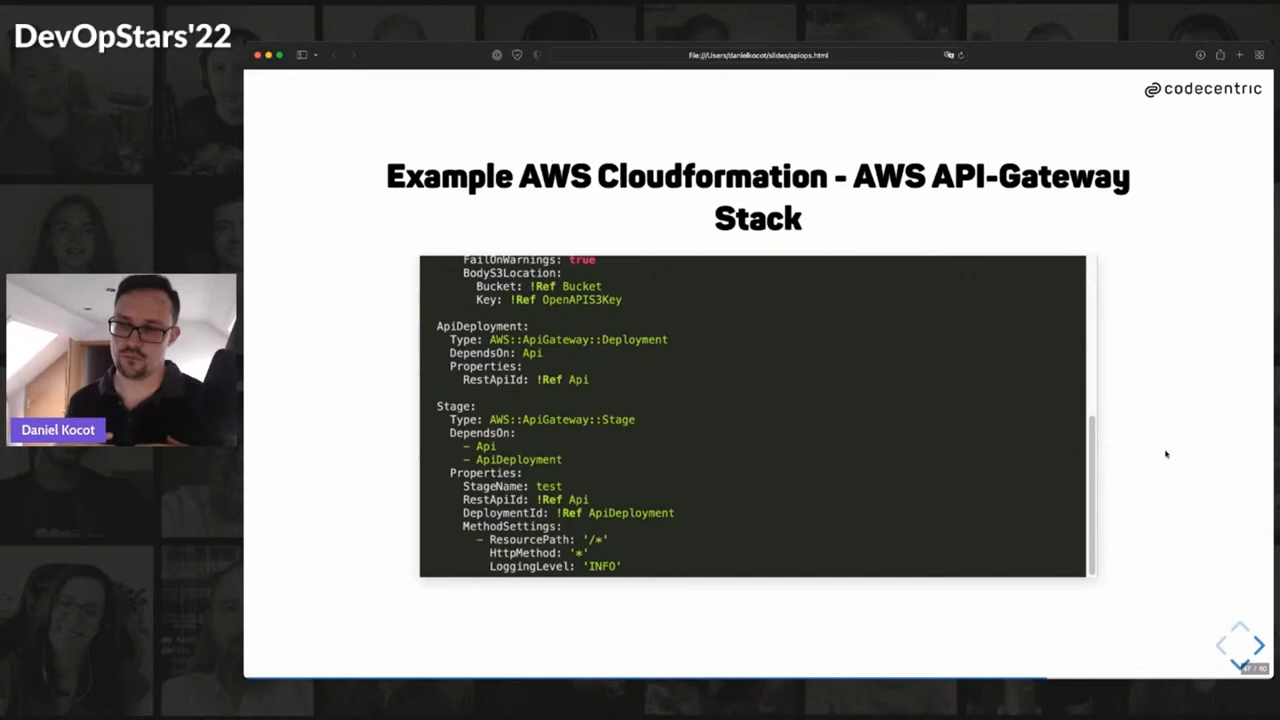 DevOpStars'22
file:///Users/danielkocot/slides/apiops.html
codecentric
Example AWS Cloudformation - AWS API-Gateway
Stack
FailOnWarnings: true
BodyS3Location:
Bucket: !Ref Bucket
Key: !Ref OpenAPIS3Key
ApiDeployment:
Type: AWS::ApiGateway::Deployment
DependsOn: Api
Properties:
RestApiId: !Ref Api
Stage:
Type: AWS::ApiGateway::Stage
DependsOn:
- Api
- ApiDeployment
Properties:
StageName: test
RestApiId: !Ref Api
DeploymentId: !Ref ApiDeployment
MethodSettings:
- ResourcePath: '/*'
HttpMethod: '*'
LoggingLevel: 'INFO'
Daniel Kocot